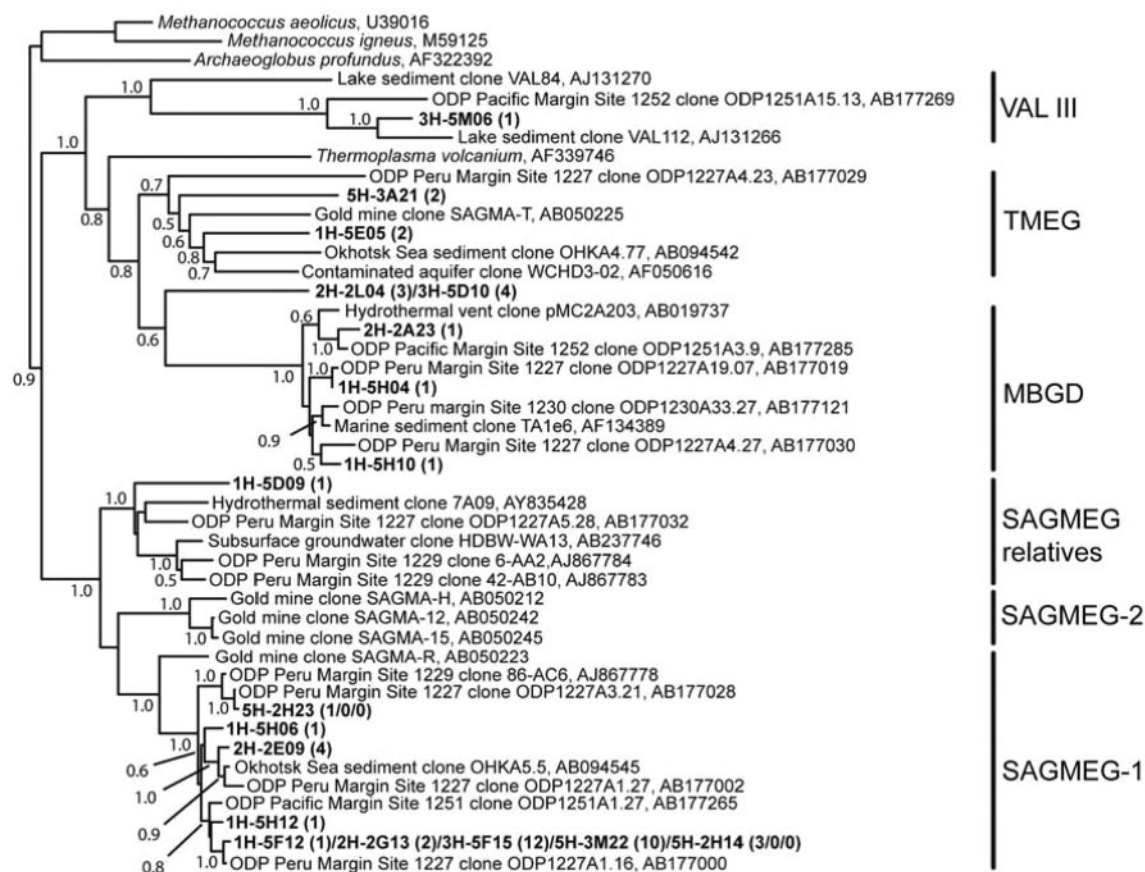 Methanococcus aeolicus, U39016
Methanococcus igneus, M59125
Archaeoglobus profundus, AF322392
Lake sediment clone VAL84, AJ131270
1.0
ODP Pacific Margin Site 1252 clone ODP1251A15.13, AB177269
1.0
3H-5M06 (1)
VAL III
1.0
Lake sediment clone VAL112, AJ131266
1.0
Thermoplasma volcanium, AF339746
ODP Peru Margin Site 1227 clone ODP1227A4.23, AB177029
0.7
5H-3A21 (2)
Gold mine clone SAGMA-T, AB050225
0.8
0.5
TMEG
1H-5E05 (2)
0.6
Okhotsk Sea sediment clone OHKA4.77, AB094542
0.8
Contaminated aquifer clone WCHD3-02, AF050616
0.8
0.7
2H-2L04 (3)/3H-5D10 (4)
Hydrothermal vent clone pMC2A203, AB019737
0.6
2H-2A23 (1)
0.6
ODP Pacific Margin Site 1252 clone ODP1251A3.9, AB177285
1.0
ODP Peru Margin Site 1227 clone ODP1227A19.07, AB177019
1.0
1.0
0.9
1H-5H04 (1)
MBGD
ODP Peru margin Site 1230 clone ODP1230A33.27, AB177121
Marine sediment clone TA1e6, AF134389
0.9
ODP Peru Margin Site 1227 clone ODP1227A4.27, AB177030
0.5
1H-5H10 (1)
1H-5D09 (1)
1.0
Hydrothermal sediment clone 7A09, AY835428
ODP Peru Margin Site 1227 clone ODP1227A5.28, AB177032
SAGMEG
relatives
Subsurface groundwater clone HDBW-WA13, AB237746
ODP Peru Margin Site 1229 clone 6-AA2,AJ867784
1.0
ODP Peru Margin Site 1229 clone 42-AB10, AJ867783
0.5
1.0
Gold mine clone SAGMA-H, AB050212
1.0
Gold mine clone SAGMA-12, AB050242
SAGMEG-2
Gold mine clone SAGMA-15, AB050245
1.0
Gold mine clone SAGMA-R, AB050223
ODP Peru Margin Site 1229 clone 86-AC6, AJ867778
1.0
ODP Peru Margin Site 1227 clone ODP1227A3.21, AB177028
1.0
5H-2H23 (1/0/0)
1.0
1H-5H06 (1)
1.0
2H-2E09 (4)
0.6
Okhotsk Sea sediment clone OHKA5.5, AB094545
SAGMEG-1
ODP Peru Margin Site 1227 clone ODP1227A1.27, AB177002
1.0
ODP Pacific Margin Site 1251 clone ODP1251A1.27, AB177265
1H-5H12 (1)
0.9
1H-5F12 (1)/2H-2G13 (2)/3H-5F15 (12)/5H-3M22 (10)/5H-2H14 (3/0/0)
0.8
1.0
ODP Peru Margin Site 1227 clone ODP1227A1.16, AB177000